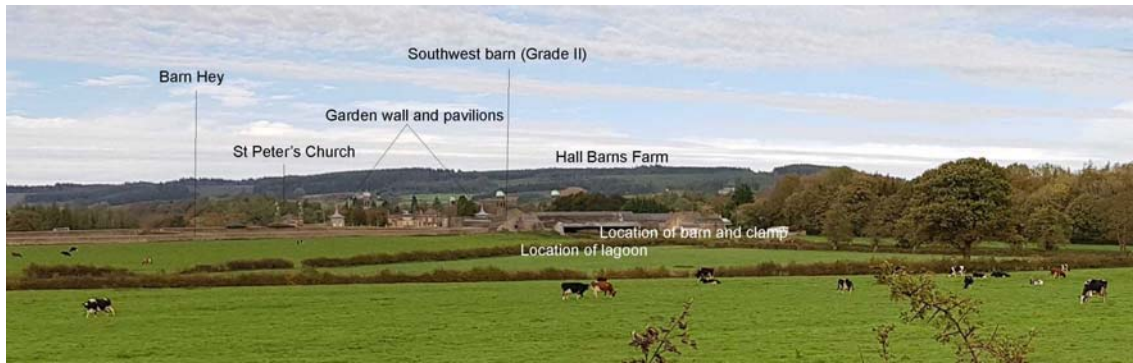 Southwest barn (Grade II)
Barn Hey
Garden wall and pavilions
St Peter's Church
Hall Barns Farm
Location of barn and clamp
Location of lagoon